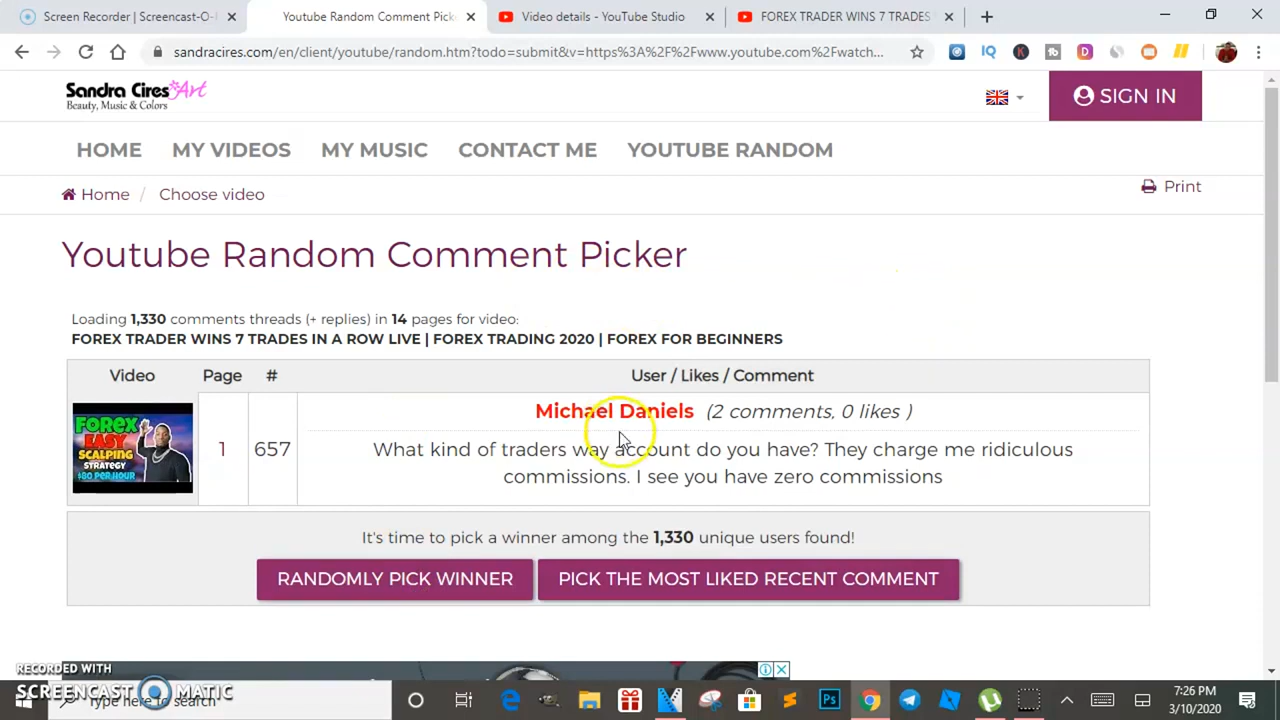 Screen Recorder | Screencast-O-
Youtube Random Comment Picke
Video details - YouTube Studio
FOREX TRADER WINS 7 TRADES
sandracires.com/en/client/youtube/random.htm?todo=submit&v=https%3A%2F%2Fwww.youtube.com%2Fwatch...
Sandra Cires Art
Beauty, Music & Colors
SIGN IN
HOME MY VIDEOS MY MUSIC CONTACT ME YOUTUBE RANDOM
Home / Choose video
Print
Youtube Random Comment Picker
Loading 1,330 comments threads (+ replies) in 14 pages for video:
FOREX TRADER WINS 7 TRADES IN A ROW LIVE | FOREX TRADING 2020 | FOREX FOR BEGINNERS
Video Page # User / Likes / Comment
FOREX
EASY
SCALPING
STRATEGY
$80 PER/HOUR
1 657
Michael Daniels (2 comments, 0 likes )
What kind of traders way account do you have? They charge me ridiculous
commissions. I see you have zero commissions
It's time to pick a winner among the 1,330 unique users found!
RANDOMLY PICK WINNER
PICK THE MOST LIKED RECENT COMMENT
RECORDED WITH
SCREENCAST MATIC
Type here to search
7:26 PM
3/10/2020